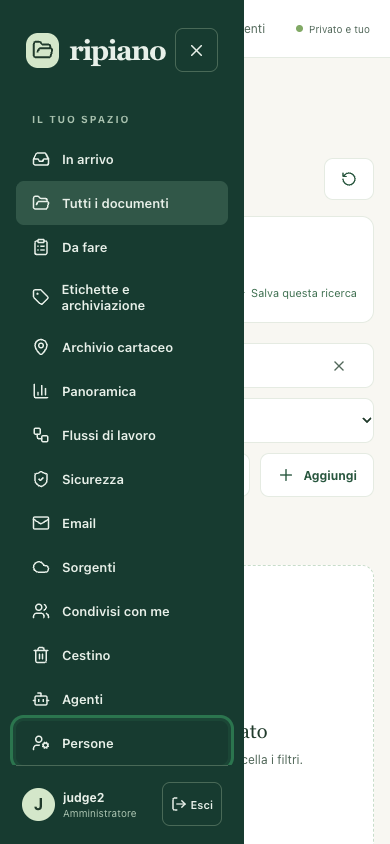 ripiano
enti
Privato e tuo
IL TUO SPAZIO
In arrivo
Tutti i documenti
Da fare
Etichette e
archiviazione
Salva questa ricerca
Archivio cartaceo
Panoramica
Flussi di lavoro
Sicurezza
Aggiungi
Email
Sorgenti
Condivisi con me
Cestino
Agenti
Persone
ato
cella i filtri.
J
judge2
Amministratore
Esci